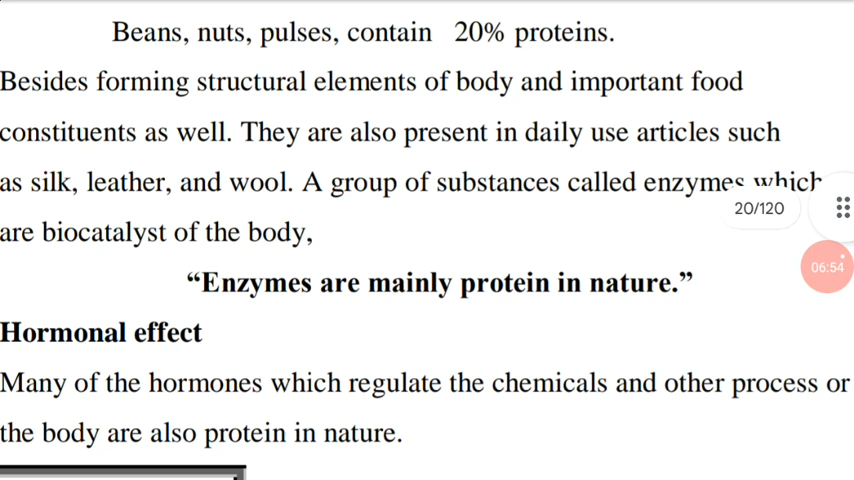 Beans, nuts, pulses, contain 20% proteins.
Besides forming structural elements of body and important food
constituents as well. They are also present in daily use articles such
as silk, leather, and wool. A group of substances called enzymes which
20/120
are biocatalyst of the body,
06:54
“Enzymes are mainly protein in nature.”
Hormonal effect
Many of the hormones which regulate the chemicals and other process or
the body are also protein in nature.